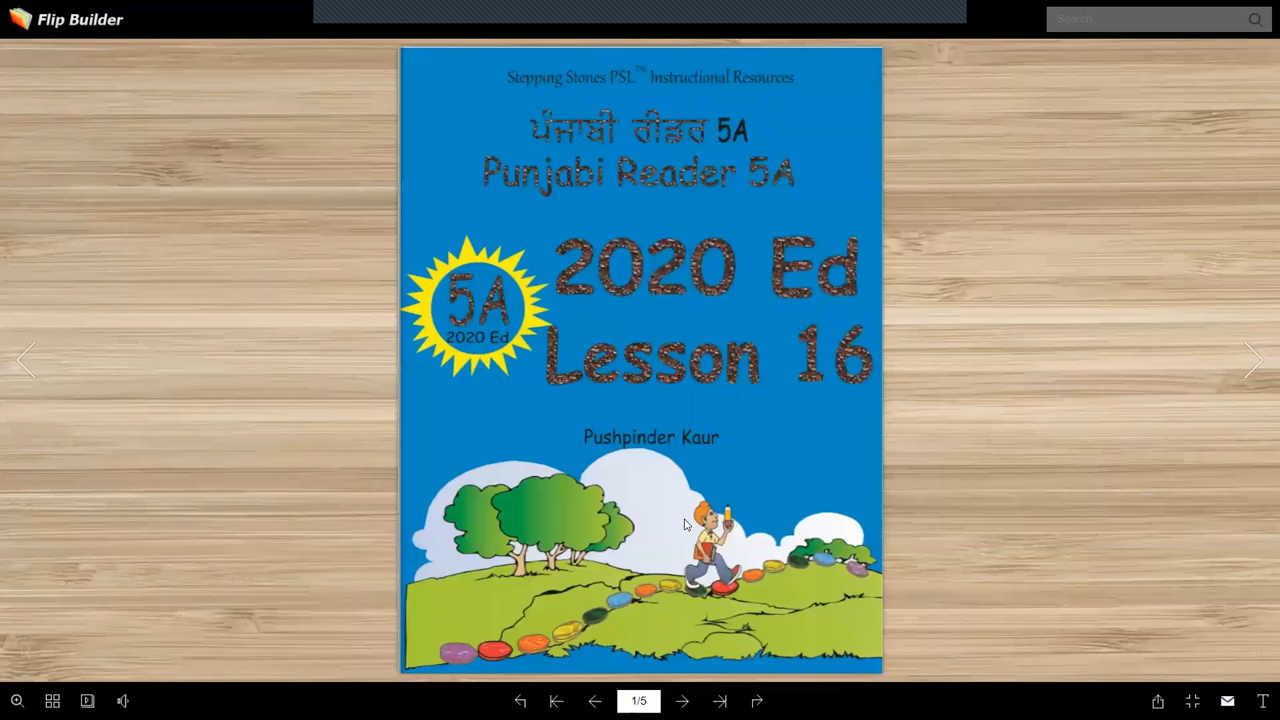 Flip Builder
Search
Stepping Stones PSL™ Instructional Resources
ਪੰਜਾਬੀ ਰੀਡਰ 5A
Punjabi Reader 5A
2020 Ed
Lesson 16
5A
2020 Ed
Pushpinder Kaur
1/5